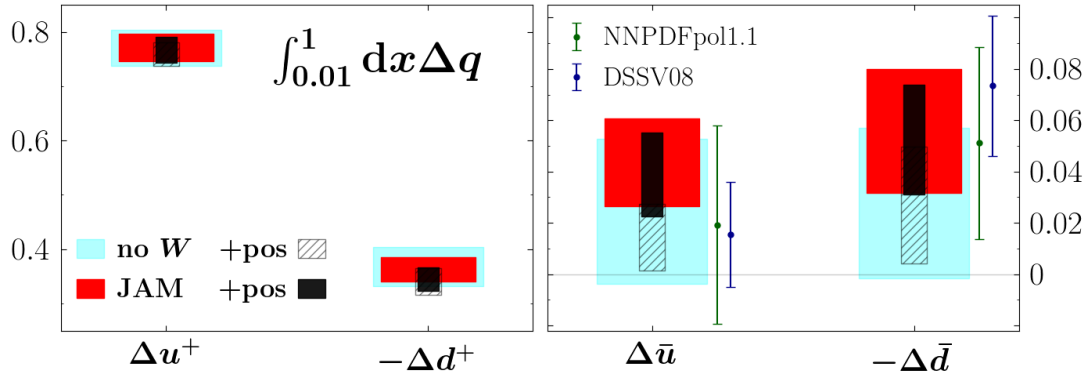 0.8
0.6
0.4
∫_{0.01}^{1} dxΔq
no W +pos
JAM +pos
Δu⁺
−Δd⁺
NNPDFpol1.1
DSSV08
0.08
0.06
0.04
0.02
0
Δū
−Δd̄